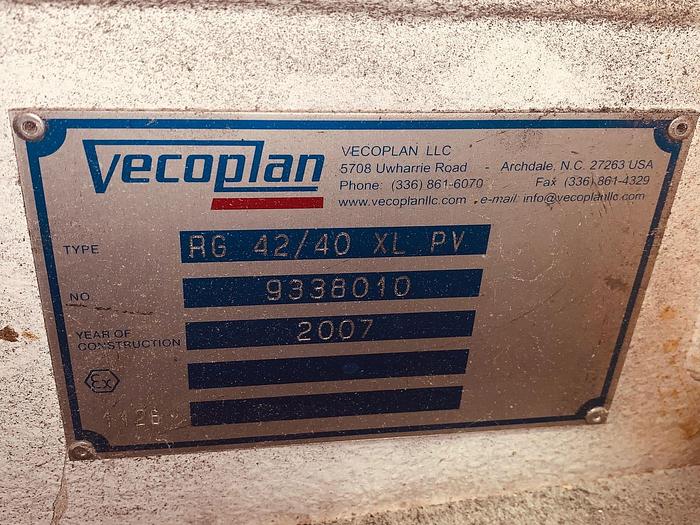 vecoplan
VECOPLAN LLC
5708 Uwharrie Road - Archdale, N.C. 27263 USA
Phone: (336) 861-6070 Fax (336) 861-4329
www.vecoplanllc.com . e-mail: info@vecoplanllc.com
TYPE RG 42/40 XL PV
NO 9338010
YEAR OF CONSTRUCTION 2007
Ex
1126